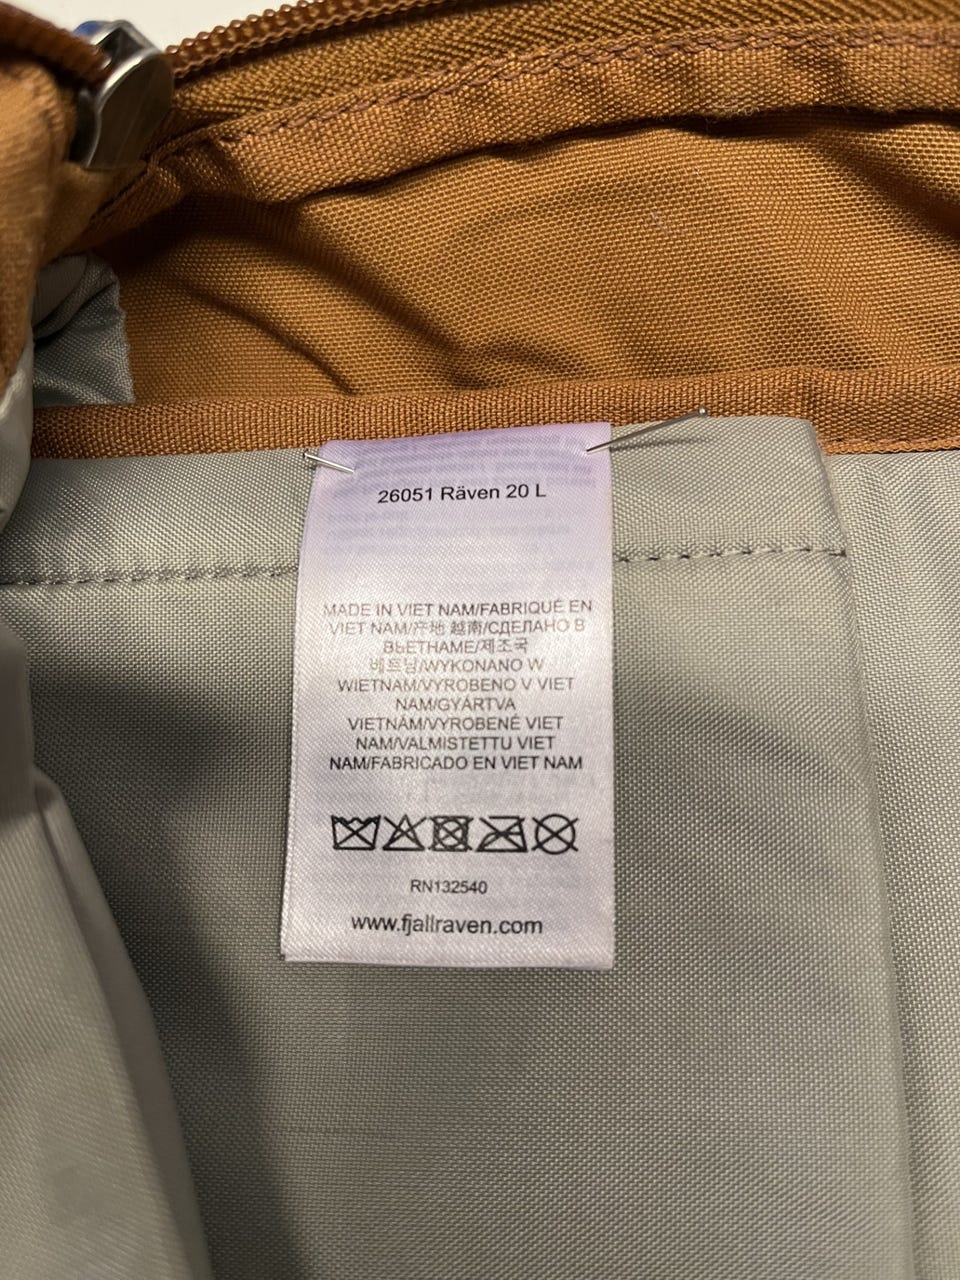 26051 Räven 20 L
MADE IN VIET NAM/FABRIQUÉ EN
VIET NAM/产地 越南/СДЕЛАНО В
ВЬЕТНАМЕ/제조국
베트남/WYKONANO W
WIETNAM/VYROBENO V VIET
NAM/GYÁRTVA
VIETNÁM/VYROBENÉ VIET
NAM/VALMISTETTU VIET
NAM/FABRICADO EN VIET NAM
RN132540
www.fjallraven.com